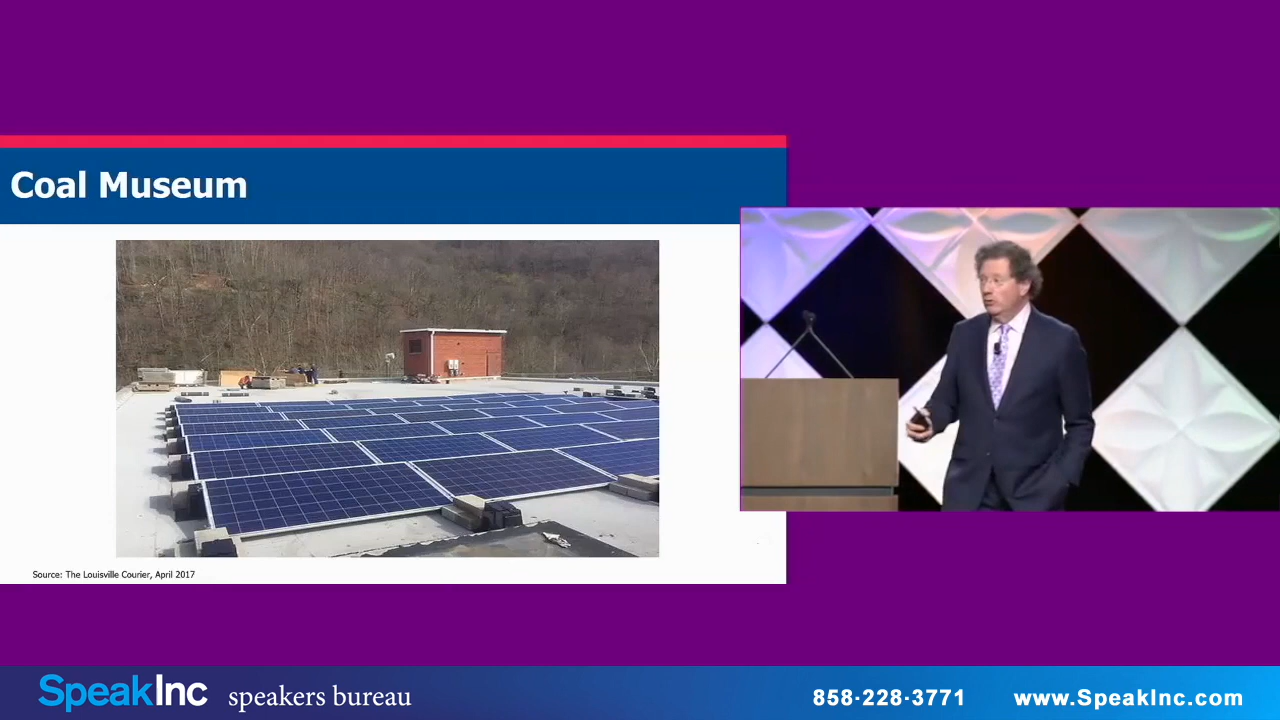 Coal Museum
Source: The Louisville Courier, April 2017
SpeakInc speakers bureau
858·228·3771 www.SpeakInc.com